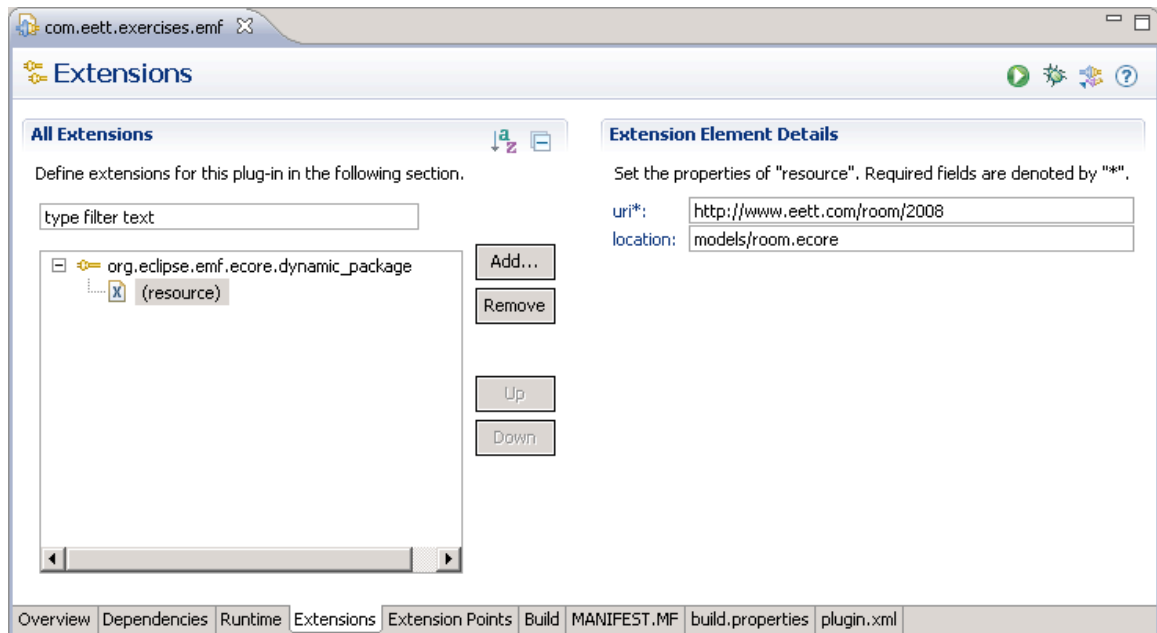 com.eett.exercises.emf
Extensions
All Extensions
a
z
Define extensions for this plug-in in the following section.
type filter text
org.eclipse.emf.ecore.dynamic_package
X (resource)
Add...
Remove
Up
Down
Extension Element Details
Set the properties of "resource". Required fields are denoted by "*".
uri*: http://www.eett.com/room/2008
location: models/room.ecore
Overview Dependencies Runtime Extensions Extension Points Build MANIFEST.MF build.properties plugin.xml